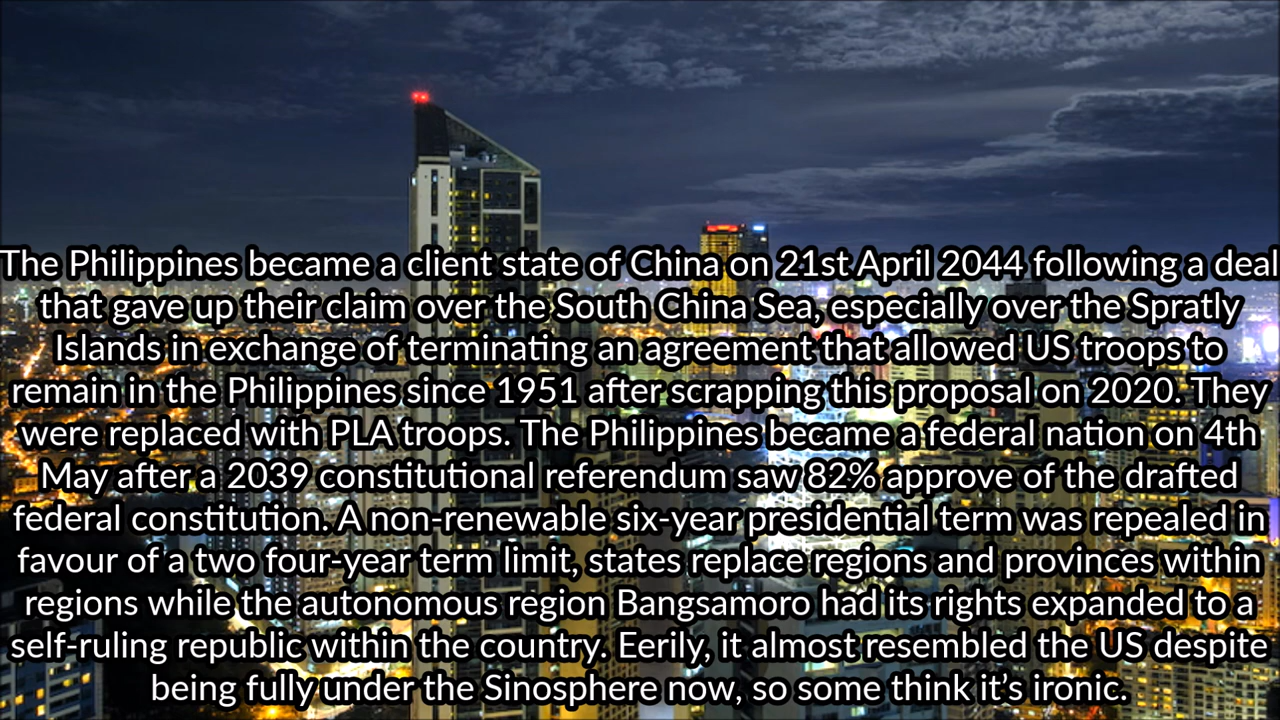 The Philippines became a client state of China on 21st April 2044 following a deal
that gave up their claim over the South China Sea, especially over the Spratly
Islands in exchange of terminating an agreement that allowed US troops to
remain in the Philippines since 1951 after scrapping this proposal on 2020. They
were replaced with PLA troops. The Philippines became a federal nation on 4th
May after a 2039 constitutional referendum saw 82% approve of the drafted
federal constitution. A non-renewable six-year presidential term was repealed in
favour of a two four-year term limit, states replace regions and provinces within
regions while the autonomous region Bangsamoro had its rights expanded to a
self-ruling republic within the country. Eerily, it almost resembled the US despite
being fully under the Sinosphere now, so some think it’s ironic.